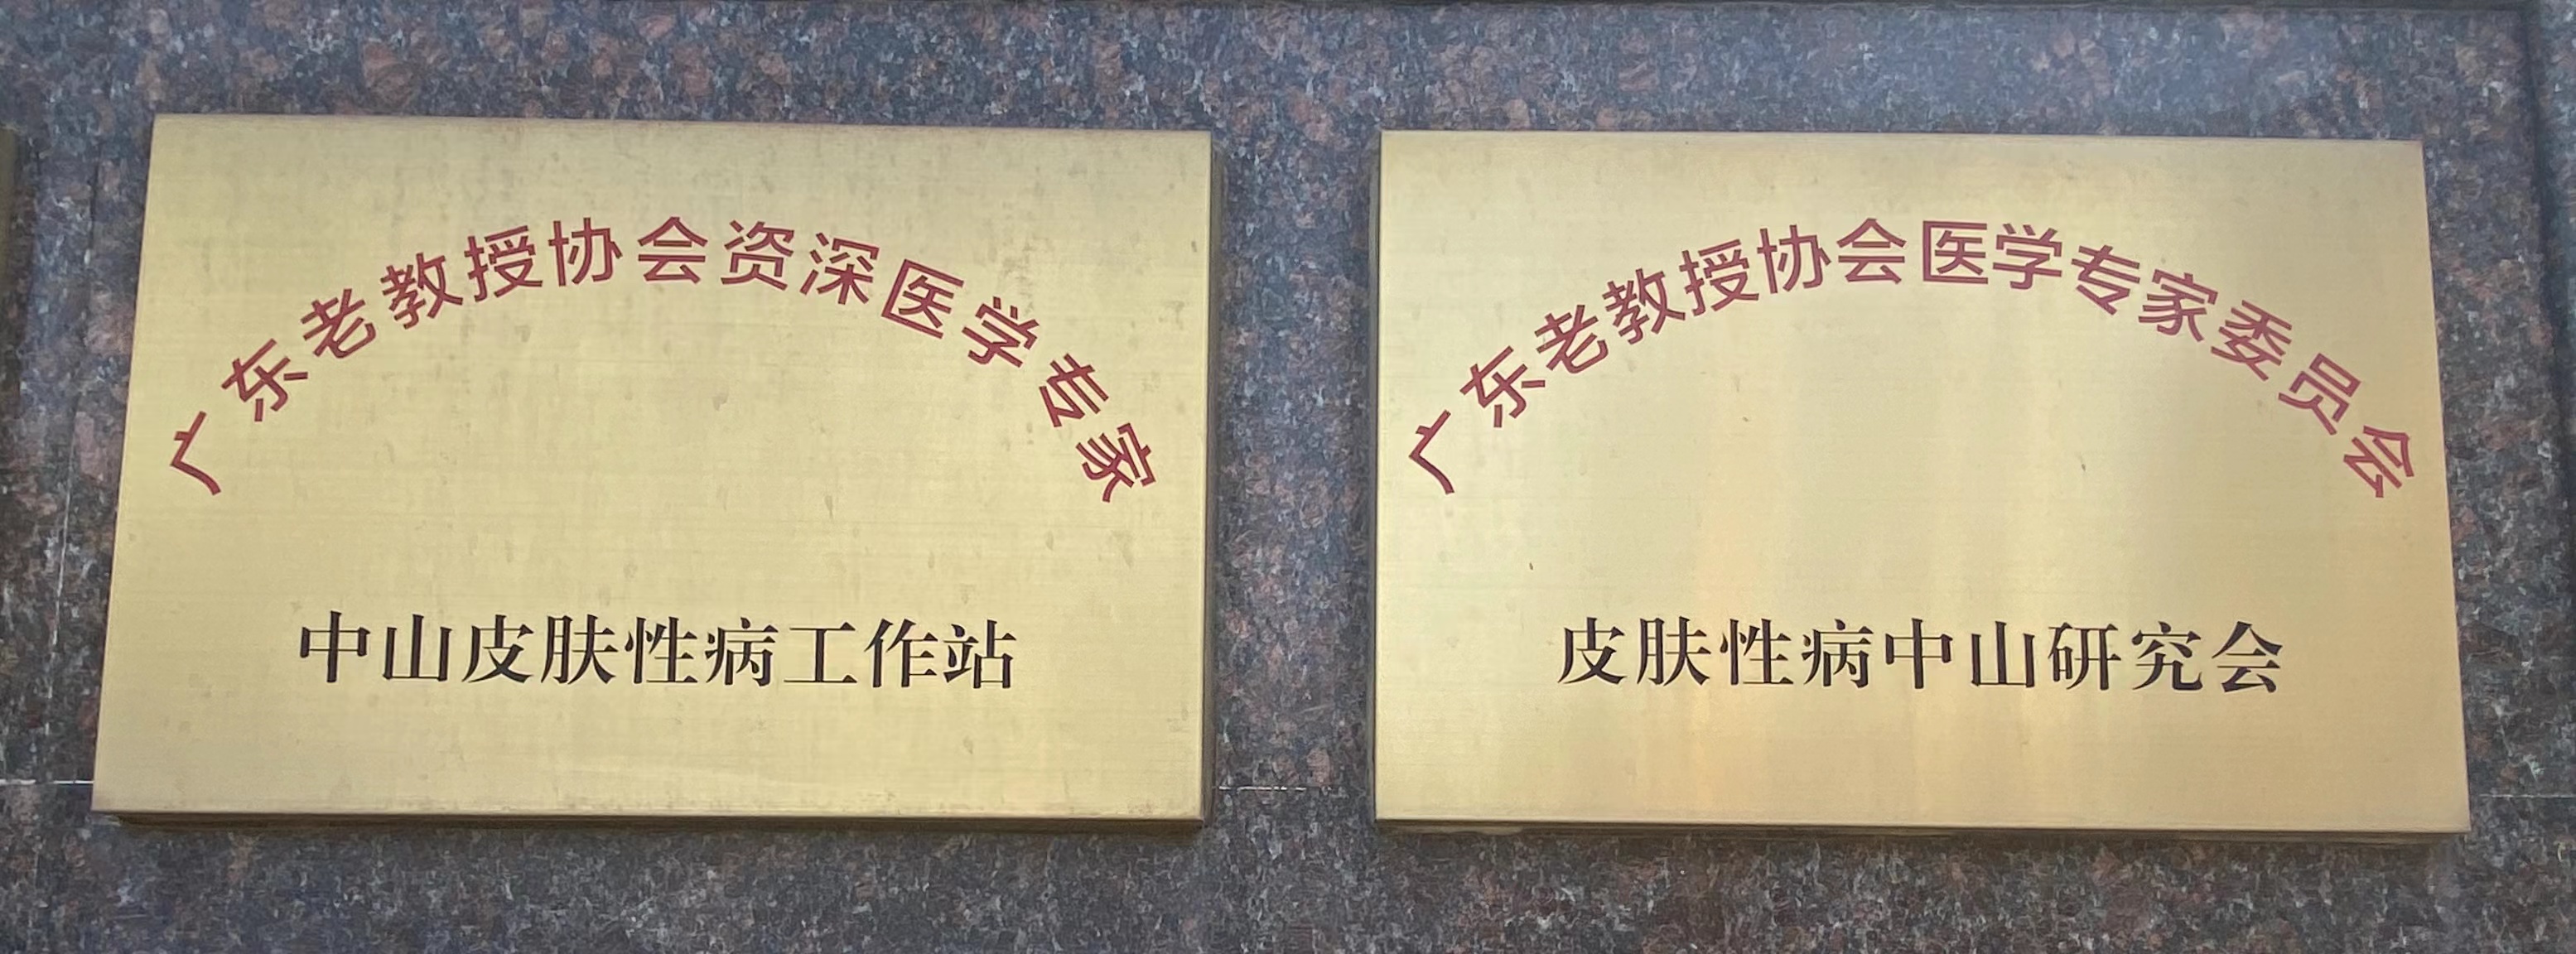 广东老教授协会资深医学专家
中山皮肤性病工作站
广东老教授协会医学专家委员会
皮肤性病中山研究会